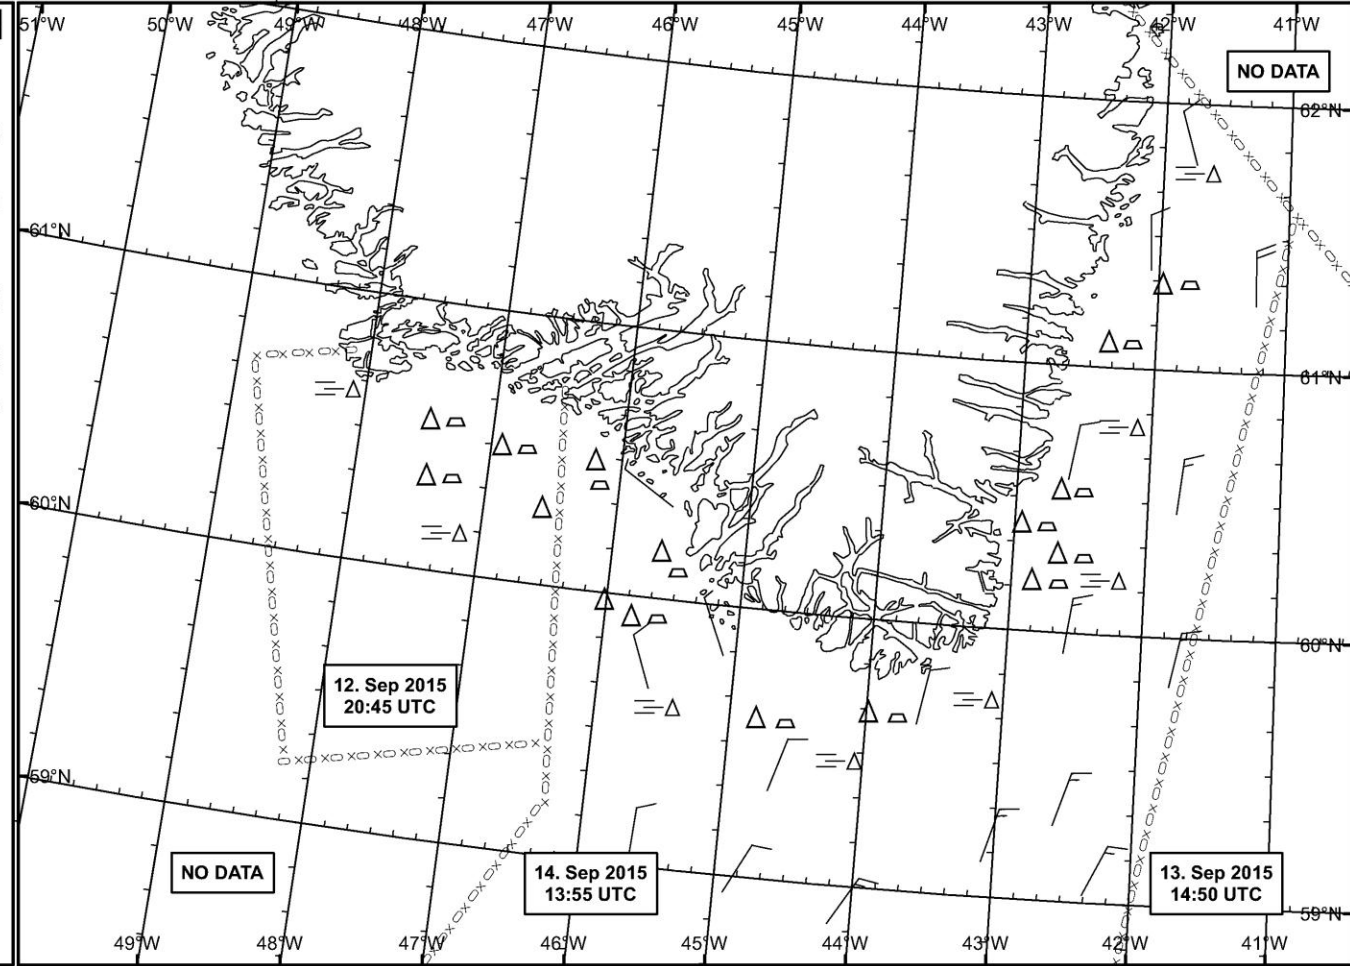 51°W 50°W 49°W 48°W 47°W 46°W 45°W 44°W 43°W 42°W 41°W
NO DATA
62°N
61°N
61°N
60°N
60°N
12. Sep 2015
20:45 UTC
59°N
NO DATA
14. Sep 2015
13:55 UTC
13. Sep 2015
14:50 UTC
59°N
49°W 48°W 47°W 46°W 45°W 44°W 43°W 42°W 41°W